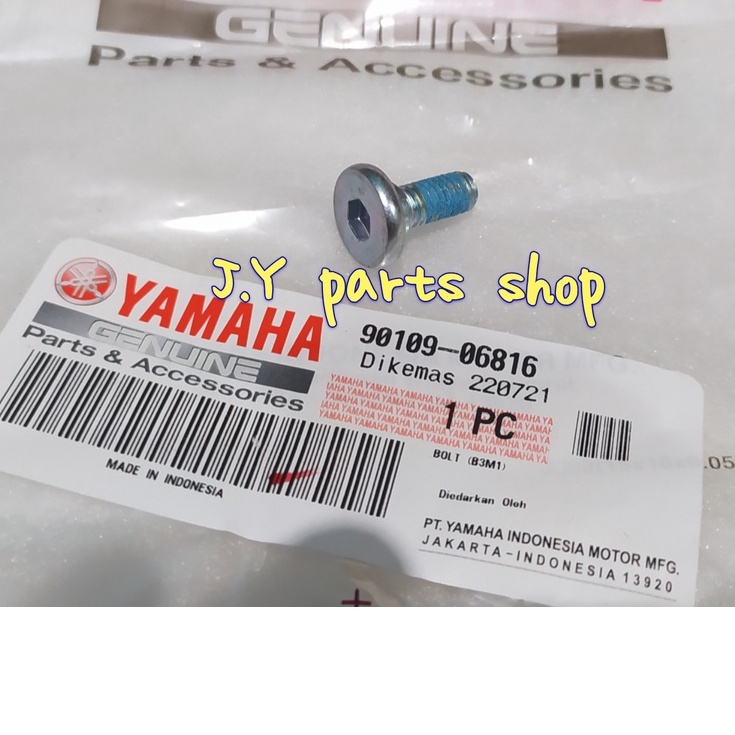 GENUINE
Parts & Accessories
J.Y parts shop
YAMAHA
GENUINE
Parts & Accessories
90109-06816
Dikemas 220721
1 PC
BOLT (B3M1)
MADE IN INDONESIA
Diedarkan Oleh
PT. YAMAHA INDONESIA MOTOR MFG.
JAKARTA-INDONESIA 13920